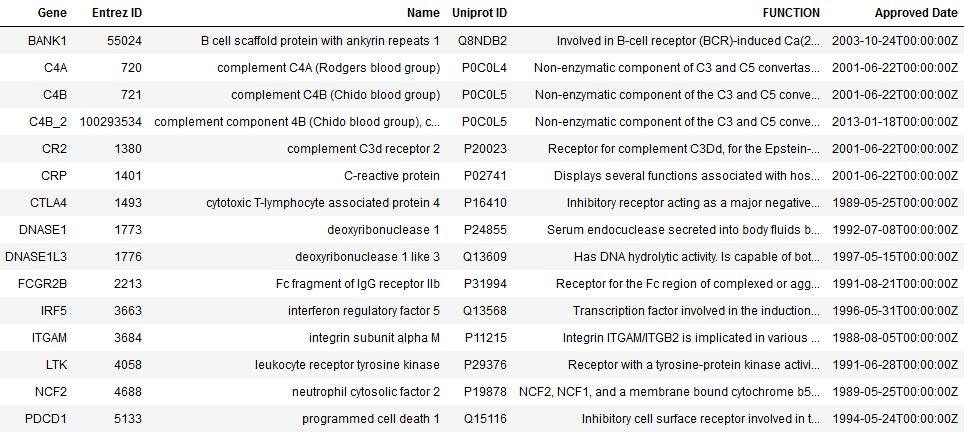 Gene Entrez ID Name Uniprot ID FUNCTION Approved Date
BANK1 55024 B cell scaffold protein with ankyrin repeats 1 Q8NDB2 Involved in B-cell receptor (BCR)-induced Ca(2... 2003-10-24T00:00:00Z
C4A 720 complement C4A (Rodgers blood group) P0C0L4 Non-enzymatic component of C3 and C5 convertas... 2001-06-22T00:00:00Z
C4B 721 complement C4B (Chido blood group) P0C0L5 Non-enzymatic component of the C3 and C5 conve... 2001-06-22T00:00:00Z
C4B_2 100293534 complement component 4B (Chido blood group), c... P0C0L5 Non-enzymatic component of the C3 and C5 conve... 2013-01-18T00:00:00Z
CR2 1380 complement C3d receptor 2 P20023 Receptor for complement C3Dd, for the Epstein-... 2001-06-22T00:00:00Z
CRP 1401 C-reactive protein P02741 Displays several functions associated with hos... 2001-06-22T00:00:00Z
CTLA4 1493 cytotoxic T-lymphocyte associated protein 4 P16410 Inhibitory receptor acting as a major negative... 1989-05-25T00:00:00Z
DNASE1 1773 deoxyribonuclease 1 P24855 Serum endocuclease secreted into body fluids b... 1992-07-08T00:00:00Z
DNASE1L3 1776 deoxyribonuclease 1 like 3 Q13609 Has DNA hydrolytic activity. Is capable of bot... 1997-05-15T00:00:00Z
FCGR2B 2213 Fc fragment of IgG receptor IIb P31994 Receptor for the Fc region of complexed or agg... 1991-08-21T00:00:00Z
IRF5 3663 interferon regulatory factor 5 Q13568 Transcription factor involved in the induction... 1996-05-31T00:00:00Z
ITGAM 3684 integrin subunit alpha M P11215 Integrin ITGAM/ITGB2 is implicated in various ... 1988-08-05T00:00:00Z
LTK 4058 leukocyte receptor tyrosine kinase P29376 Receptor with a tyrosine-protein kinase activi... 1991-06-28T00:00:00Z
NCF2 4688 neutrophil cytosolic factor 2 P19878 NCF2, NCF1, and a membrane bound cytochrome b5... 1989-05-25T00:00:00Z
PDCD1 5133 programmed cell death 1 Q15116 Inhibitory cell surface receptor involved in t... 1994-05-24T00:00:00Z